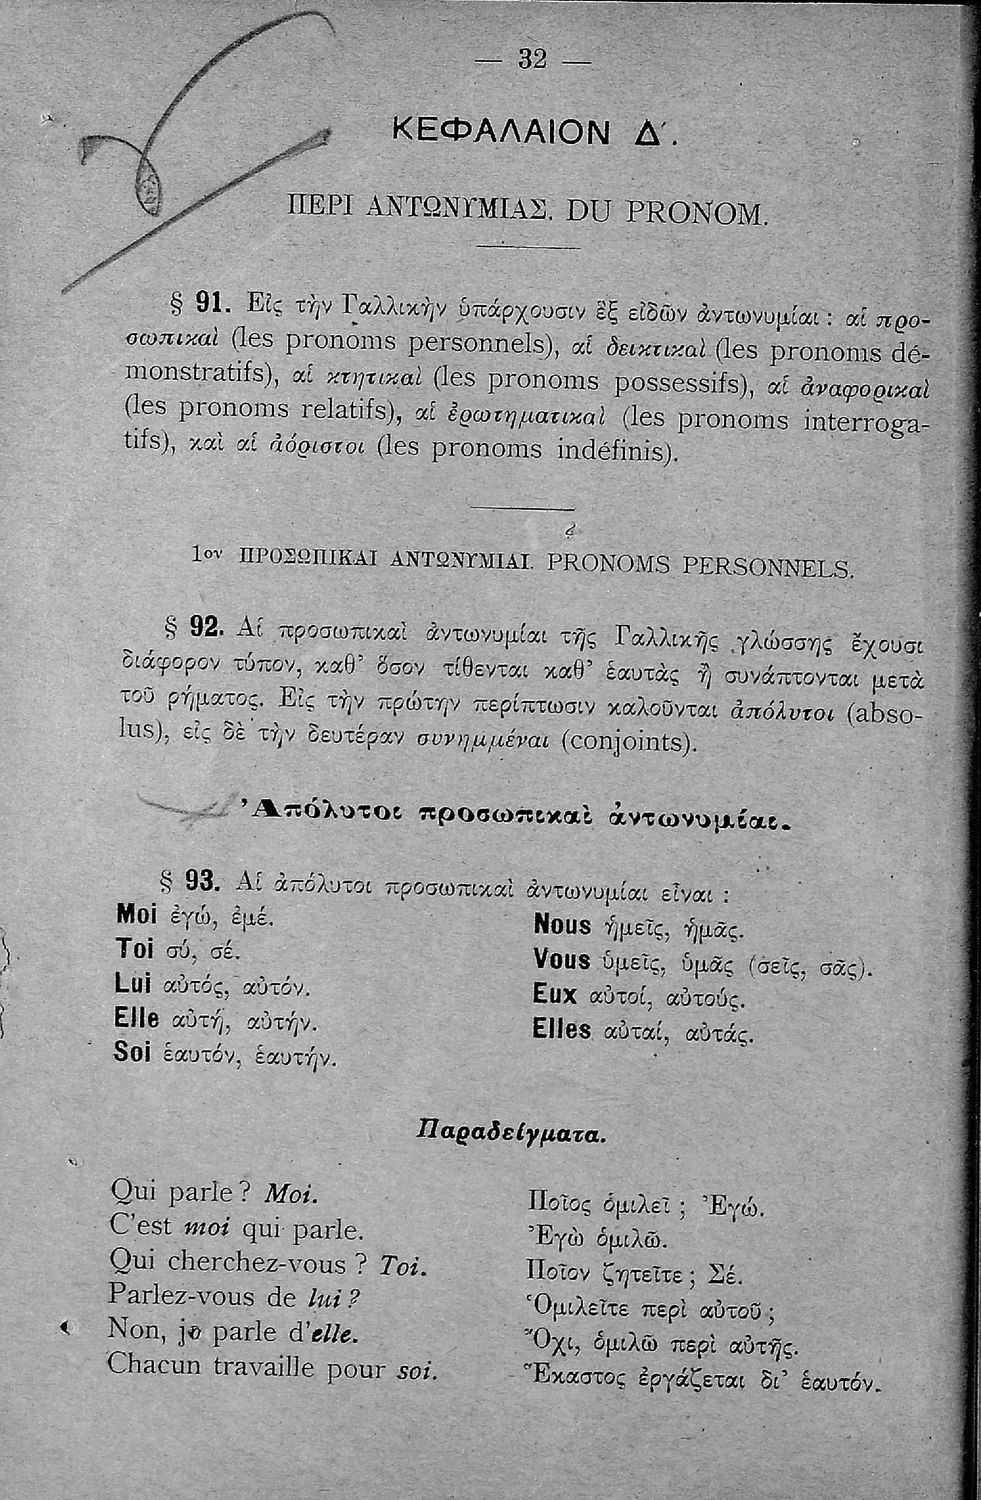 — 32 —
ΚΕΦΑΛΑΙΟΝ Δ΄.
ΠΕΡΙ ΑΝΤΩΝΥΜΙΑΣ. DU PRONOM.
§ 91. Εἰς τὴν Γαλλικὴν ὑπάρχουσιν ἓξ εἰδῶν ἀντωνυμίαι : αἱ προ-
σωπικαὶ (les pronoms personnels), αἱ δεικτικαὶ (les pronoms dé-
monstratifs), αἱ κτητικαὶ (les pronoms possessifs), αἱ ἀναφορικαὶ
(les pronoms relatifs), αἱ ἐρωτηματικαὶ (les pronoms interroga-
tifs), καὶ αἱ ἀόριστοι (les pronoms indéfinis).
1ον ΠΡΟΣΩΠΙΚΑΙ ΑΝΤΩΝΥΜΙΑΙ. PRONOMS PERSONNELS.
§ 92. Αἱ προσωπικαὶ ἀντωνυμίαι τῆς Γαλλικῆς γλώσσης ἔχουσι
διάφορον τύπον, καθ’ ὅσον τίθενται καθ’ ἑαυτὰς ἢ συνάπτονται μετὰ
τοῦ ρήματος. Εἰς τὴν πρώτην περίπτωσιν καλοῦνται ἀπόλυτοι (abso-
lus), εἰς δὲ τὴν δευτέραν συνημμέναι (conjoints).
Ἀπόλυτοι προσωπικαὶ ἀντωνυμίαι.
§ 93. Αἱ ἀπόλυτοι προσωπικαὶ ἀντωνυμίαι εἶναι :
Moi ἐγώ, ἐμέ.
Toi σύ, σέ.
Lui αὐτός, αὐτόν.
Elle αὐτή, αὐτήν.
Soi ἑαυτόν, ἑαυτήν.
Nous ἡμεῖς, ἡμᾶς.
Vous ὑμεῖς, ὑμᾶς (σεῖς, σᾶς).
Eux αὐτοί, αὐτούς.
Elles αὐταί, αὐτάς.
Παραδείγματα.
Qui parle ? Moi.
C’est moi qui parle.
Qui cherchez-vous ? Toi.
Parlez-vous de lui ?
Non, je parle d’elle.
Chacun travaille pour soi.
Ποῖος ὁμιλεῖ ; Ἐγώ.
Ἐγὼ ὁμιλῶ.
Ποῖον ζητεῖτε ; Σέ.
Ὁμιλεῖτε περὶ αὐτοῦ ;
Ὄχι, ὁμιλῶ περὶ αὐτῆς.
Ἕκαστος ἐργάζεται δι’ ἑαυτόν.